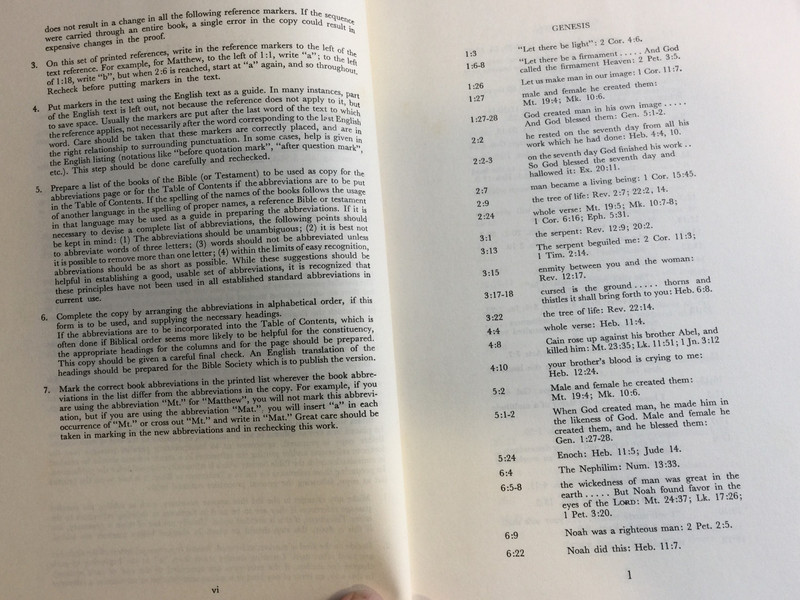 does not result in a change in all the following reference markers. If the sequence
were carried through an entire book, a single error in the copy could result in
expensive changes in the proof.
3. On this set of printed references, write in the reference markers to the left of the
text reference. For example, for Matthew, to the left of 1:1, write "a"; to the left
of 1:18, write "b", but when 2:6 is reached, start at "a" again, and so throughout.
Recheck before putting markers in the text.
4. Put markers in the text using the English text as a guide. In many instances, part
of the English text is left out, not because the reference does not apply to it, but
to save space. Usually the markers are put after the last word of the text to which
the reference applies, not necessarily after the word corresponding to the last English
word. Care should be taken that these markers are correctly placed, and are in
the right relationship to surrounding punctuation. In some cases, help is given in
the English listing (notations like "before quotation mark", "after question mark",
etc.). This step should be done carefully and rechecked.
5. Prepare a list of the books of the Bible (or Testament) to be used as copy for the
abbreviations page or for the Table of Contents if the abbreviations are to be put
in the Table of Contents. If the spelling of the names of the books follows the usage
of another language in the spelling of proper names, a reference Bible or testament
in that language may be used as a guide in preparing the abbreviations. If it is
necessary to devise a complete list of abbreviations, the following points should
be kept in mind: (1) The abbreviations should be unambiguous; (2) it is best not
to abbreviate words of three letters; (3) words should not be abbreviated unless
it is possible to remove more than one letter; (4) within the limits of easy recognition,
abbreviations should be as short as possible. While these suggestions should be
helpful in establishing a good, usable set of abbreviations, it is recognized that
these principles have not been used in all established standard abbreviations in
current use.
6. Complete the copy by arranging the abbreviations in alphabetical order, if this
form is to be used, and supplying the necessary headings.
If the abbreviations are to be incorporated into the Table of Contents, which is
often done if Biblical order seems more likely to be helpful for the constituency,
the appropriate headings for the columns and for the page should be prepared.
This copy should be given a careful final check. An English translation of the
headings should be prepared for the Bible Society which is to publish the version.
7. Mark the correct book abbreviations in the printed list wherever the book abbre-
viations in the list differ from the abbreviations in the copy. For example, if you
are using the abbreviation "Mt." for "Matthew", you will not mark this abbrevi-
ation, but if you are using the abbreviation "Mat." you will insert "a" in each
occurrence of "Mt." or cross out "Mt." and write in "Mat." Great care should be
taken in marking in the new abbreviations and in rechecking this work.
vi
GENESIS
1:3 "Let there be light": 2 Cor. 4:6.
1:6-8 "Let there be a firmament . . . . . And God
called the firmament Heaven: 2 Pet. 3:5.
1:26 Let us make man in our image: 1 Cor. 11:7.
1:27 male and female he created them:
Mt. 19:4; Mk. 10:6.
1:27-28 God created man in his own image . . . . .
And God blessed them: Gen. 5:1-2.
2:2 he rested on the seventh day from all his
work which he had done: Heb. 4:4, 10.
2:2-3 on the seventh day God finished his work . .
So God blessed the seventh day and
hallowed it: Ex. 20:11.
2:7 man became a living being: 1 Cor. 15:45.
2:9 the tree of life: Rev. 2:7; 22:2, 14.
2:24 whole verse: Mt. 19:5; Mk. 10:7-8;
1 Cor. 6:16; Eph. 5:31.
3:1 the serpent: Rev. 12:9; 20:2.
3:13 The serpent beguiled me: 2 Cor. 11:3;
1 Tim. 2:14.
3:15 enmity between you and the woman:
Rev. 12:17.
3:17-18 cursed is the ground . . . . . thorns and
thistles it shall bring forth to you: Heb. 6:8.
3:22 the tree of life: Rev. 22:14.
4:4 whole verse: Heb. 11:4.
4:8 Cain rose up against his brother Abel, and
killed him: Mt. 23:35; Lk. 11:51; 1 Jn. 3:12
4:10 your brother's blood is crying to me:
Heb. 12:24.
5:2 Male and female he created them:
Mt. 19:4; Mk. 10:6.
5:1-2 When God created man, he made him in
the likeness of God. Male and female he
created them, and he blessed them:
Gen. 1:27-28.
5:24 Enoch: Heb. 11:5; Jude 14.
6:4 The Nephilim: Num. 13:33.
6:5-8 the wickedness of man was great in the
earth . . . . . But Noah found favor in the
eyes of the LORD: Mt. 24:37; Lk. 17:26;
1 Pet. 3:20.
6:9 Noah was a righteous man: 2 Pet. 2:5.
6:22 Noah did this: Heb. 11:7.
1